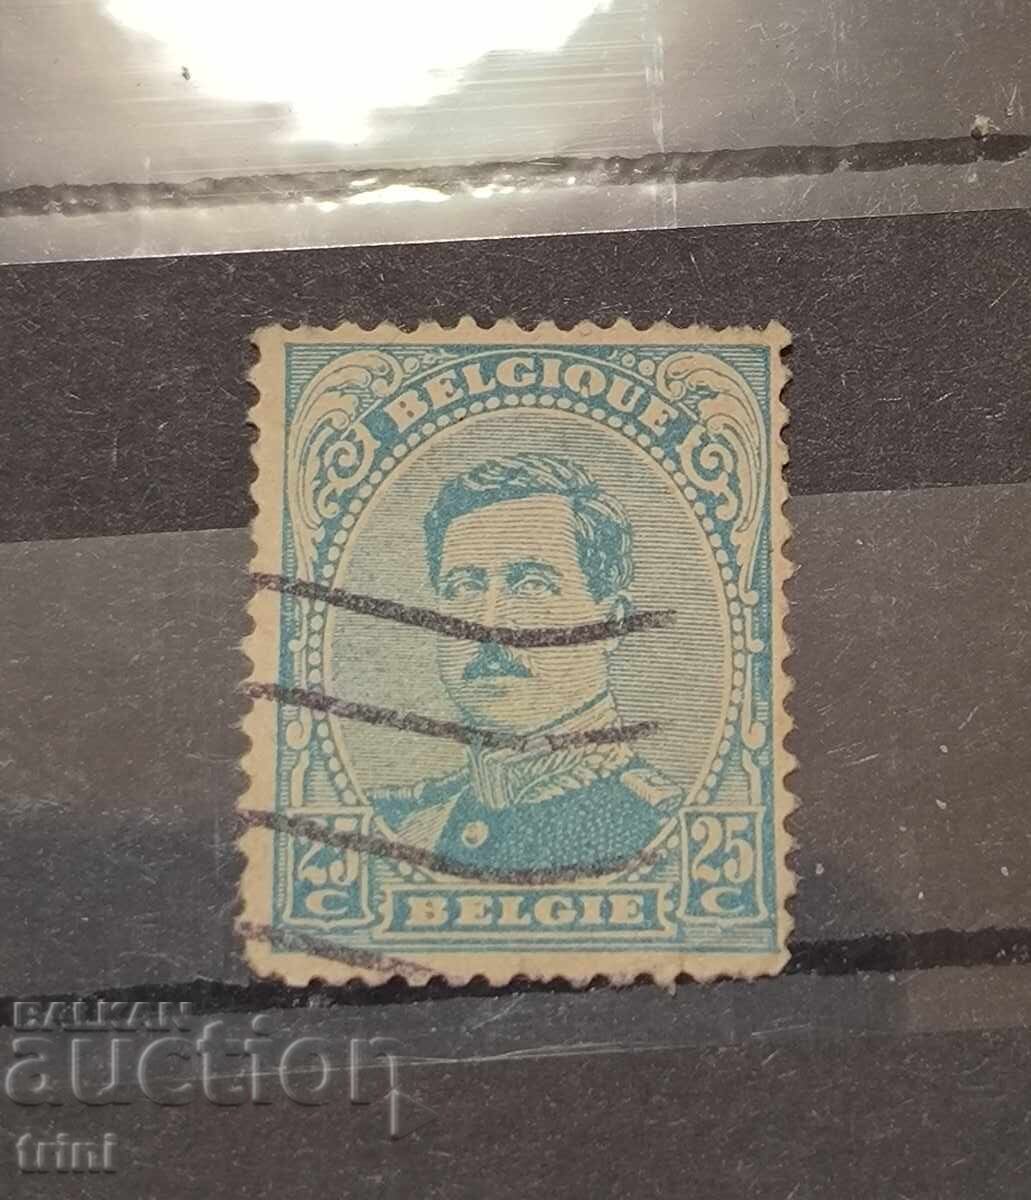 BELGIQUE
25 C
25 C
BELGIE
BALKAN
auction
trini